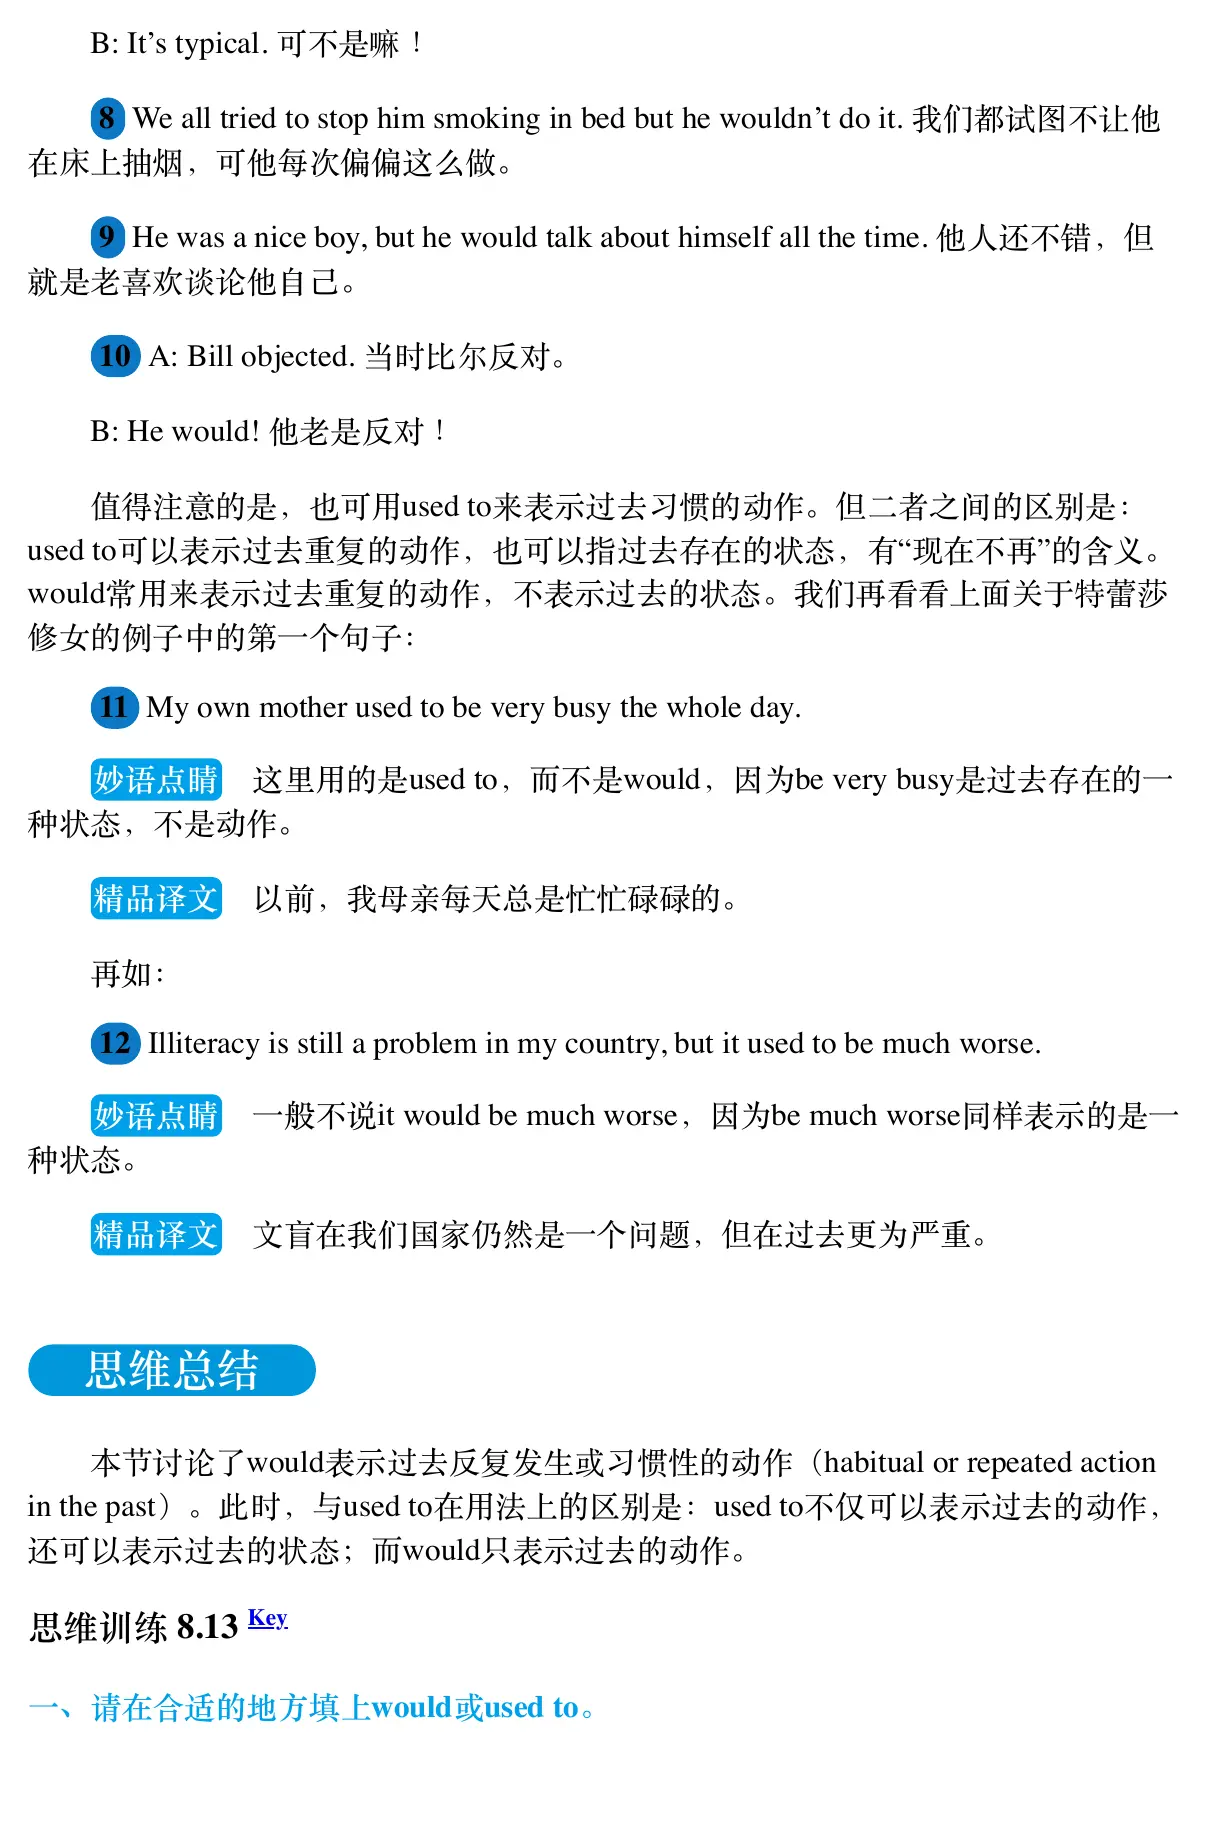 B: It’s typical. 可不是嘛！
8 We all tried to stop him smoking in bed but he wouldn’t do it. 我们都试图不让他
在床上抽烟，可他每次偏偏这么做。
9 He was a nice boy, but he would talk about himself all the time. 他人还不错，但
就是老喜欢谈论他自己。
10 A: Bill objected. 当时比尔反对。
B: He would! 他老是反对！
值得注意的是，也可用used to来表示过去习惯的动作。但二者之间的区别是：
used to可以表示过去重复的动作，也可以指过去存在的状态，有“现在不再”的含义。
would常用来表示过去重复的动作，不表示过去的状态。我们再看看上面关于特蕾莎
修女的例子中的第一个句子：
11 My own mother used to be very busy the whole day.
妙语点睛 这里用的是used to，而不是would，因为be very busy是过去存在的一
种状态，不是动作。
精品译文 以前，我母亲每天总是忙忙碌碌的。
再如：
12 Illiteracy is still a problem in my country, but it used to be much worse.
妙语点睛 一般不说it would be much worse，因为be much worse同样表示的是一
种状态。
精品译文 文盲在我们国家仍然是一个问题，但在过去更为严重。
思维总结
本节讨论了would表示过去反复发生或习惯性的动作（habitual or repeated action
in the past）。此时，与used to在用法上的区别是：used to不仅可以表示过去的动作，
还可以表示过去的状态；而would只表示过去的动作。
思维训练 8.13 Key
一、请在合适的地方填上would或used to。